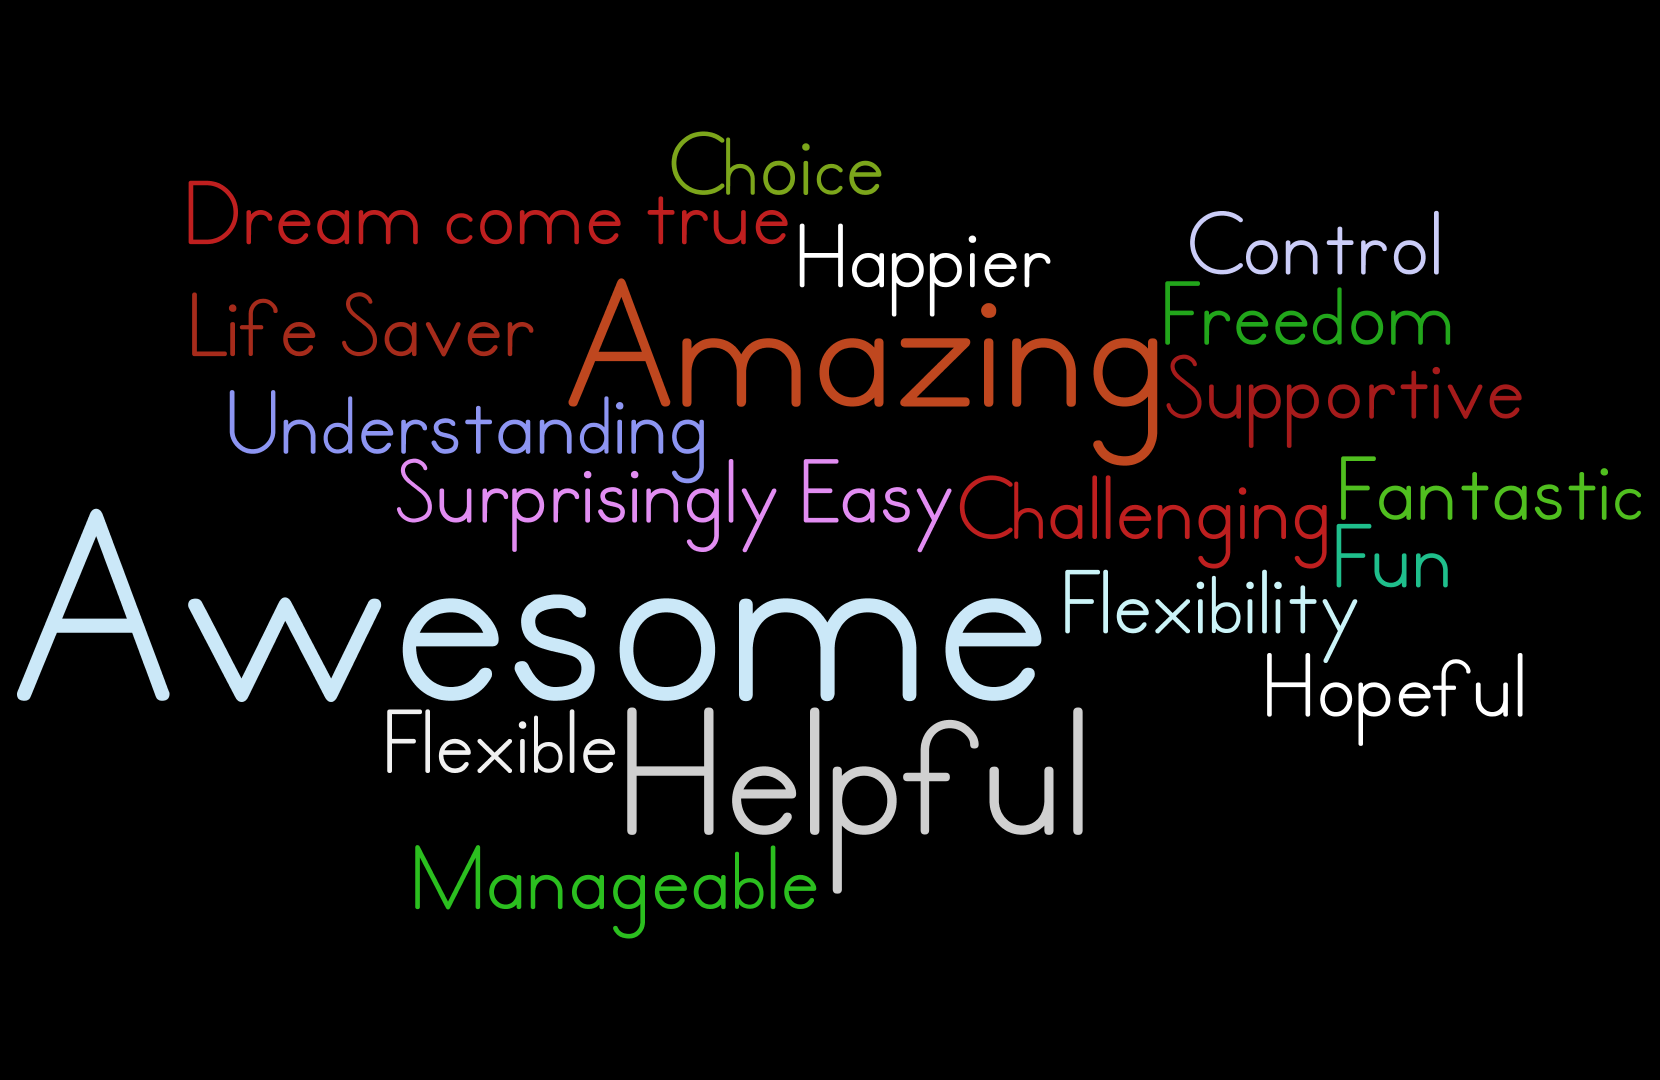 Choice
Dream come true
Happier
Control
Life Saver
Amazing
Freedom
Supportive
Understanding
Surprisingly Easy
Challenging
Fantastic
Fun
Awesome
Flexibility
Hopeful
Flexible
Helpful
Manageable